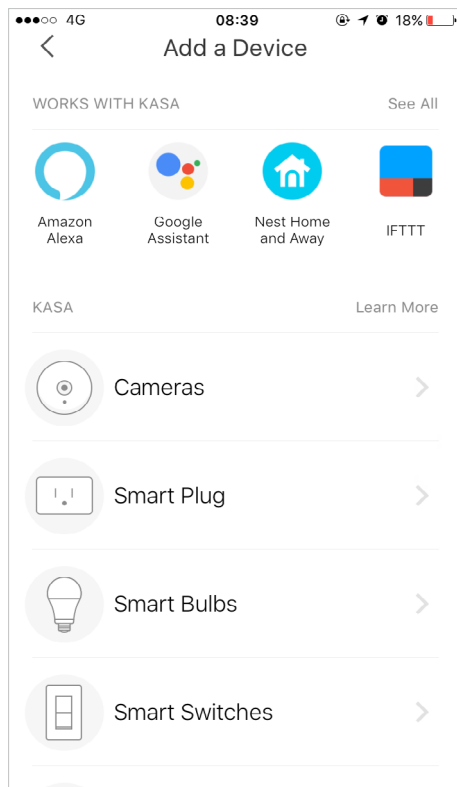 4G 08:39 18%
Add a Device
WORKS WITH KASA See All
Amazon Alexa
Google Assistant
Nest Home and Away
IFTTT
KASA Learn More
Cameras
Smart Plug
Smart Bulbs
Smart Switches